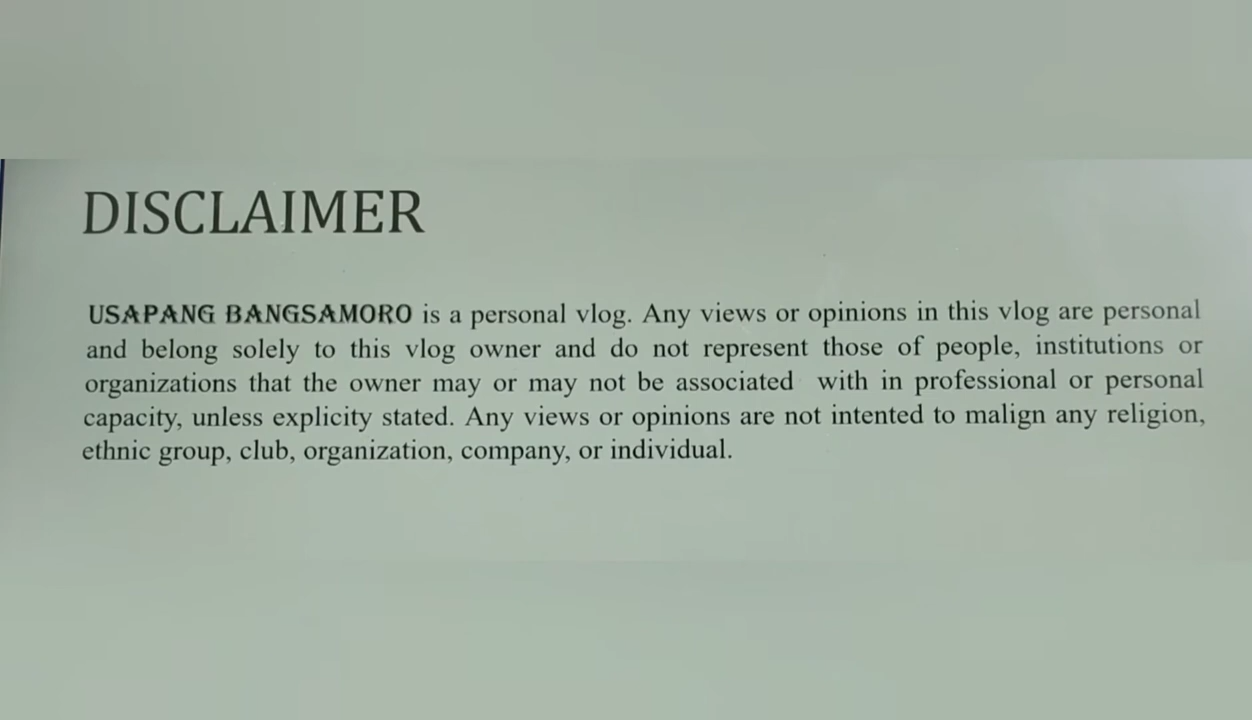 DISCLAIMER
USAPANG BANGSAMORO is a personal vlog. Any views or opinions in this vlog are personal
and belong solely to this vlog owner and do not represent those of people, institutions or
organizations that the owner may or may not be associated with in professional or personal
capacity, unless explicity stated. Any views or opinions are not intented to malign any religion,
ethnic group, club, organization, company, or individual.